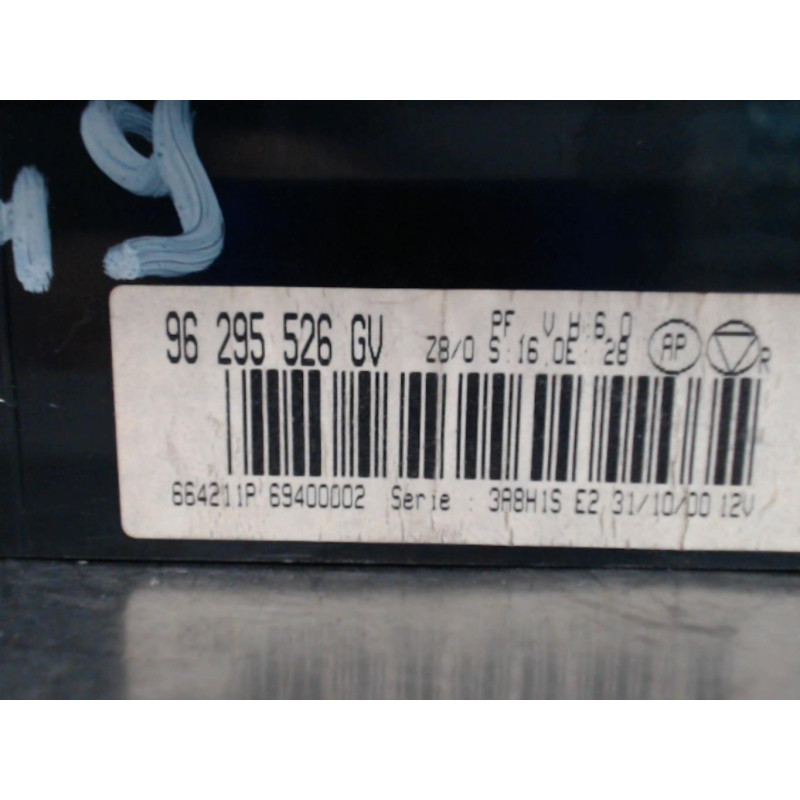 19
96 295 526 GV
PF V H:6.0
Z8/0 S:16.0E: 28
AP
R
664211P 69400002 Serie : 3A8H1S E2 31/10/00 12V